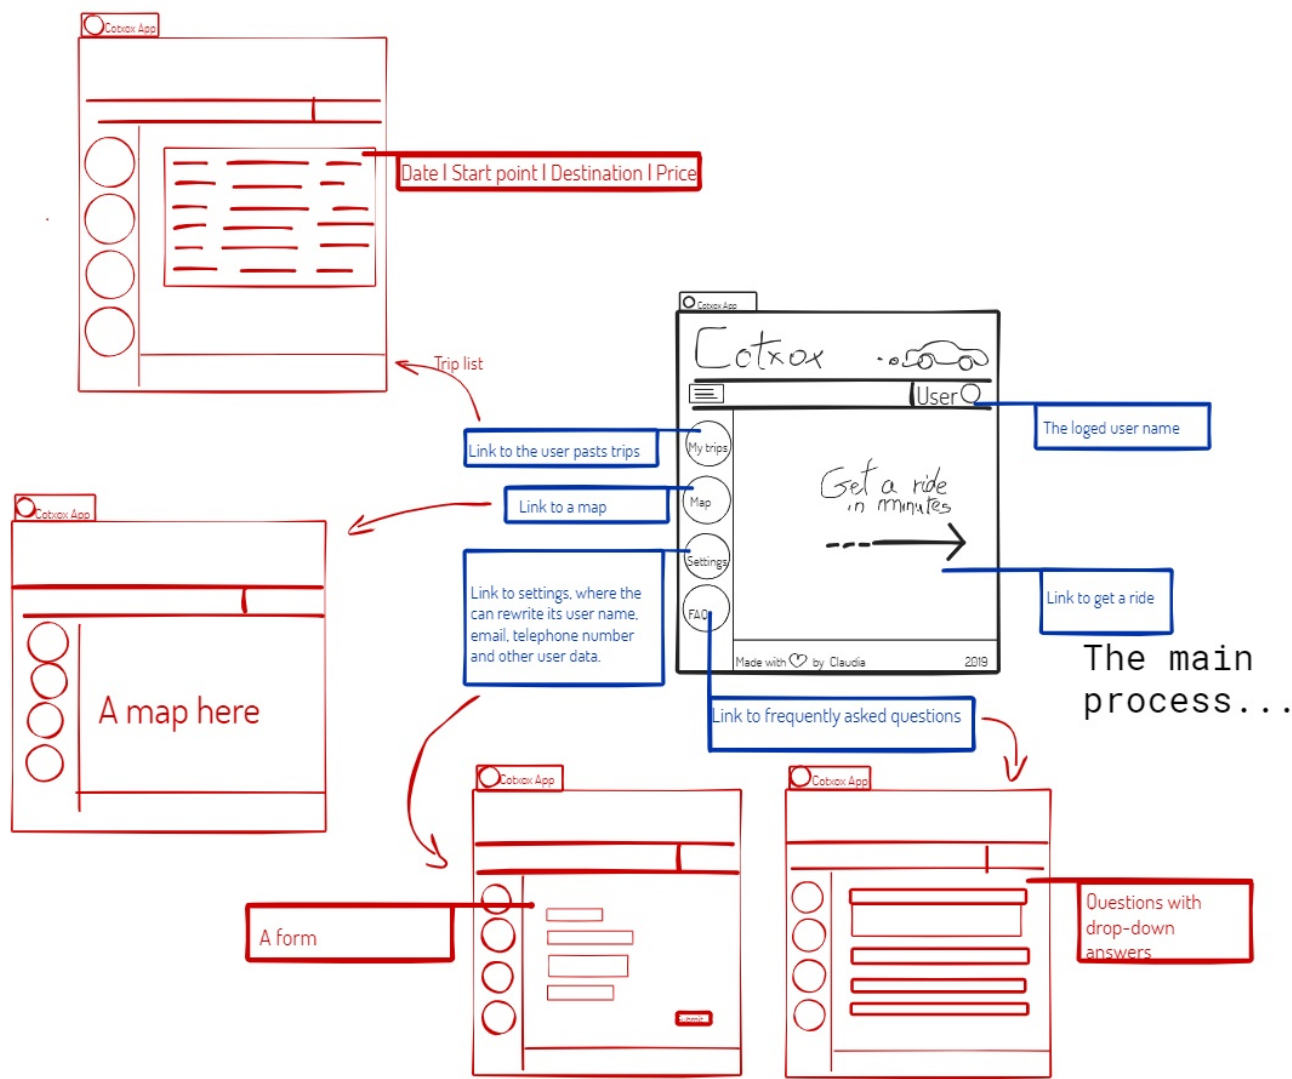 Cotxox App
Date | Start point | Destination | Price
Trip list
Cotxox App
Cotxox
User
My trips
Map
Settings
FAQ
Get a ride
in minutes
Made with by Claudia
2019
Link to the user pasts trips
Link to a map
Link to settings, where the
can rewrite its user name,
email, telephone number
and other user data.
The loged user name
Link to get a ride
The main
process...
Link to frequently asked questions
Cotxox App
A map here
Cotxox App
A form
Submit
Cotxox App
Questions with
drop-down
answers